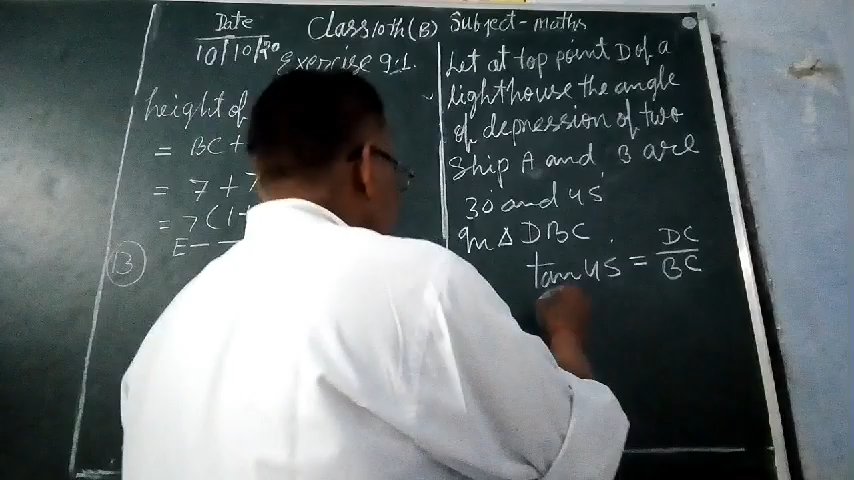 Date
10/10/20
Class 10th (B) Subject - maths
Exercise 9.1.
height of
= BC +
= 7 + 7
= 7(1+
E
13
Let at top point D of a
lighthouse the angle
of depression of two
Ship A and B are
30 and 45
In △ DBC
tan 45 = DC/BC